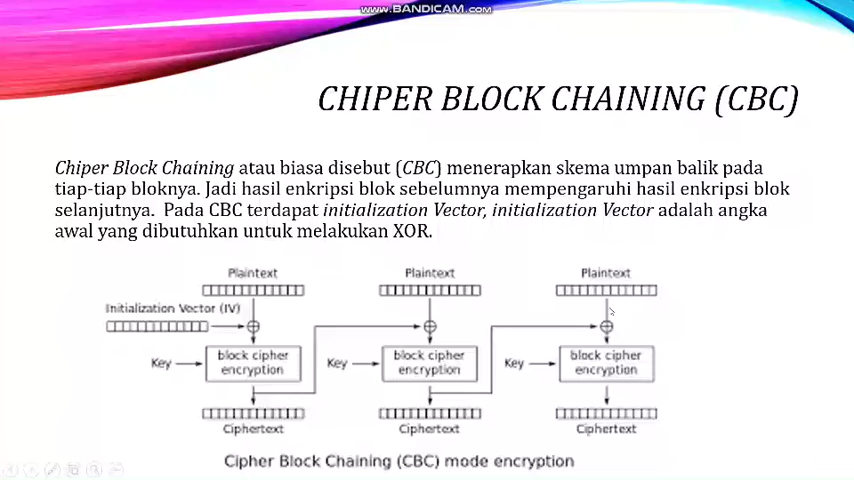 www.BANDICAM.com
CHIPER BLOCK CHAINING (CBC)
Chiper Block Chaining atau biasa disebut (CBC) menerapkan skema umpan balik pada
tiap-tiap bloknya. Jadi hasil enkripsi blok sebelumnya mempengaruhi hasil enkripsi blok
selanjutnya. Pada CBC terdapat initialization Vector, initialization Vector adalah angka
awal yang dibutuhkan untuk melakukan XOR.
Plaintext Plaintext Plaintext
Initialization Vector (IV)
Key block cipher encryption Key block cipher encryption Key block cipher encryption
Ciphertext Ciphertext Ciphertext
Cipher Block Chaining (CBC) mode encryption